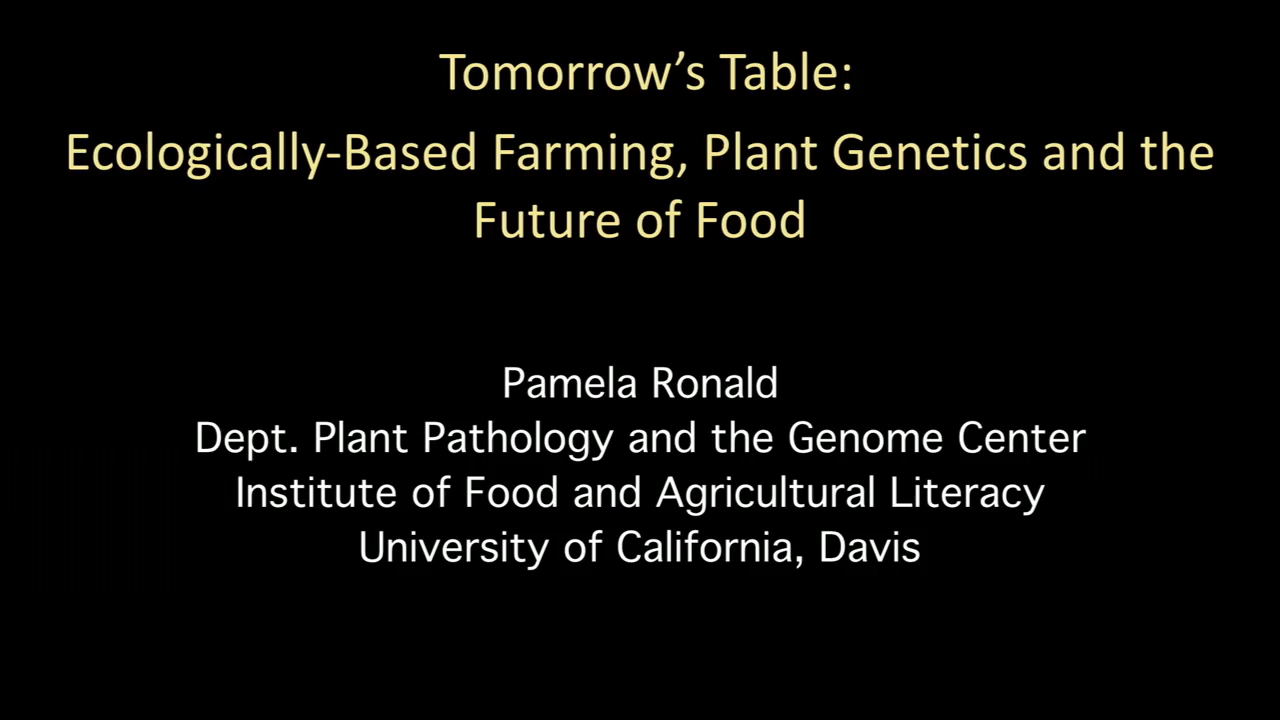 Tomorrow’s Table:
Ecologically-Based Farming, Plant Genetics and the
Future of Food
Pamela Ronald
Dept. Plant Pathology and the Genome Center
Institute of Food and Agricultural Literacy
University of California, Davis